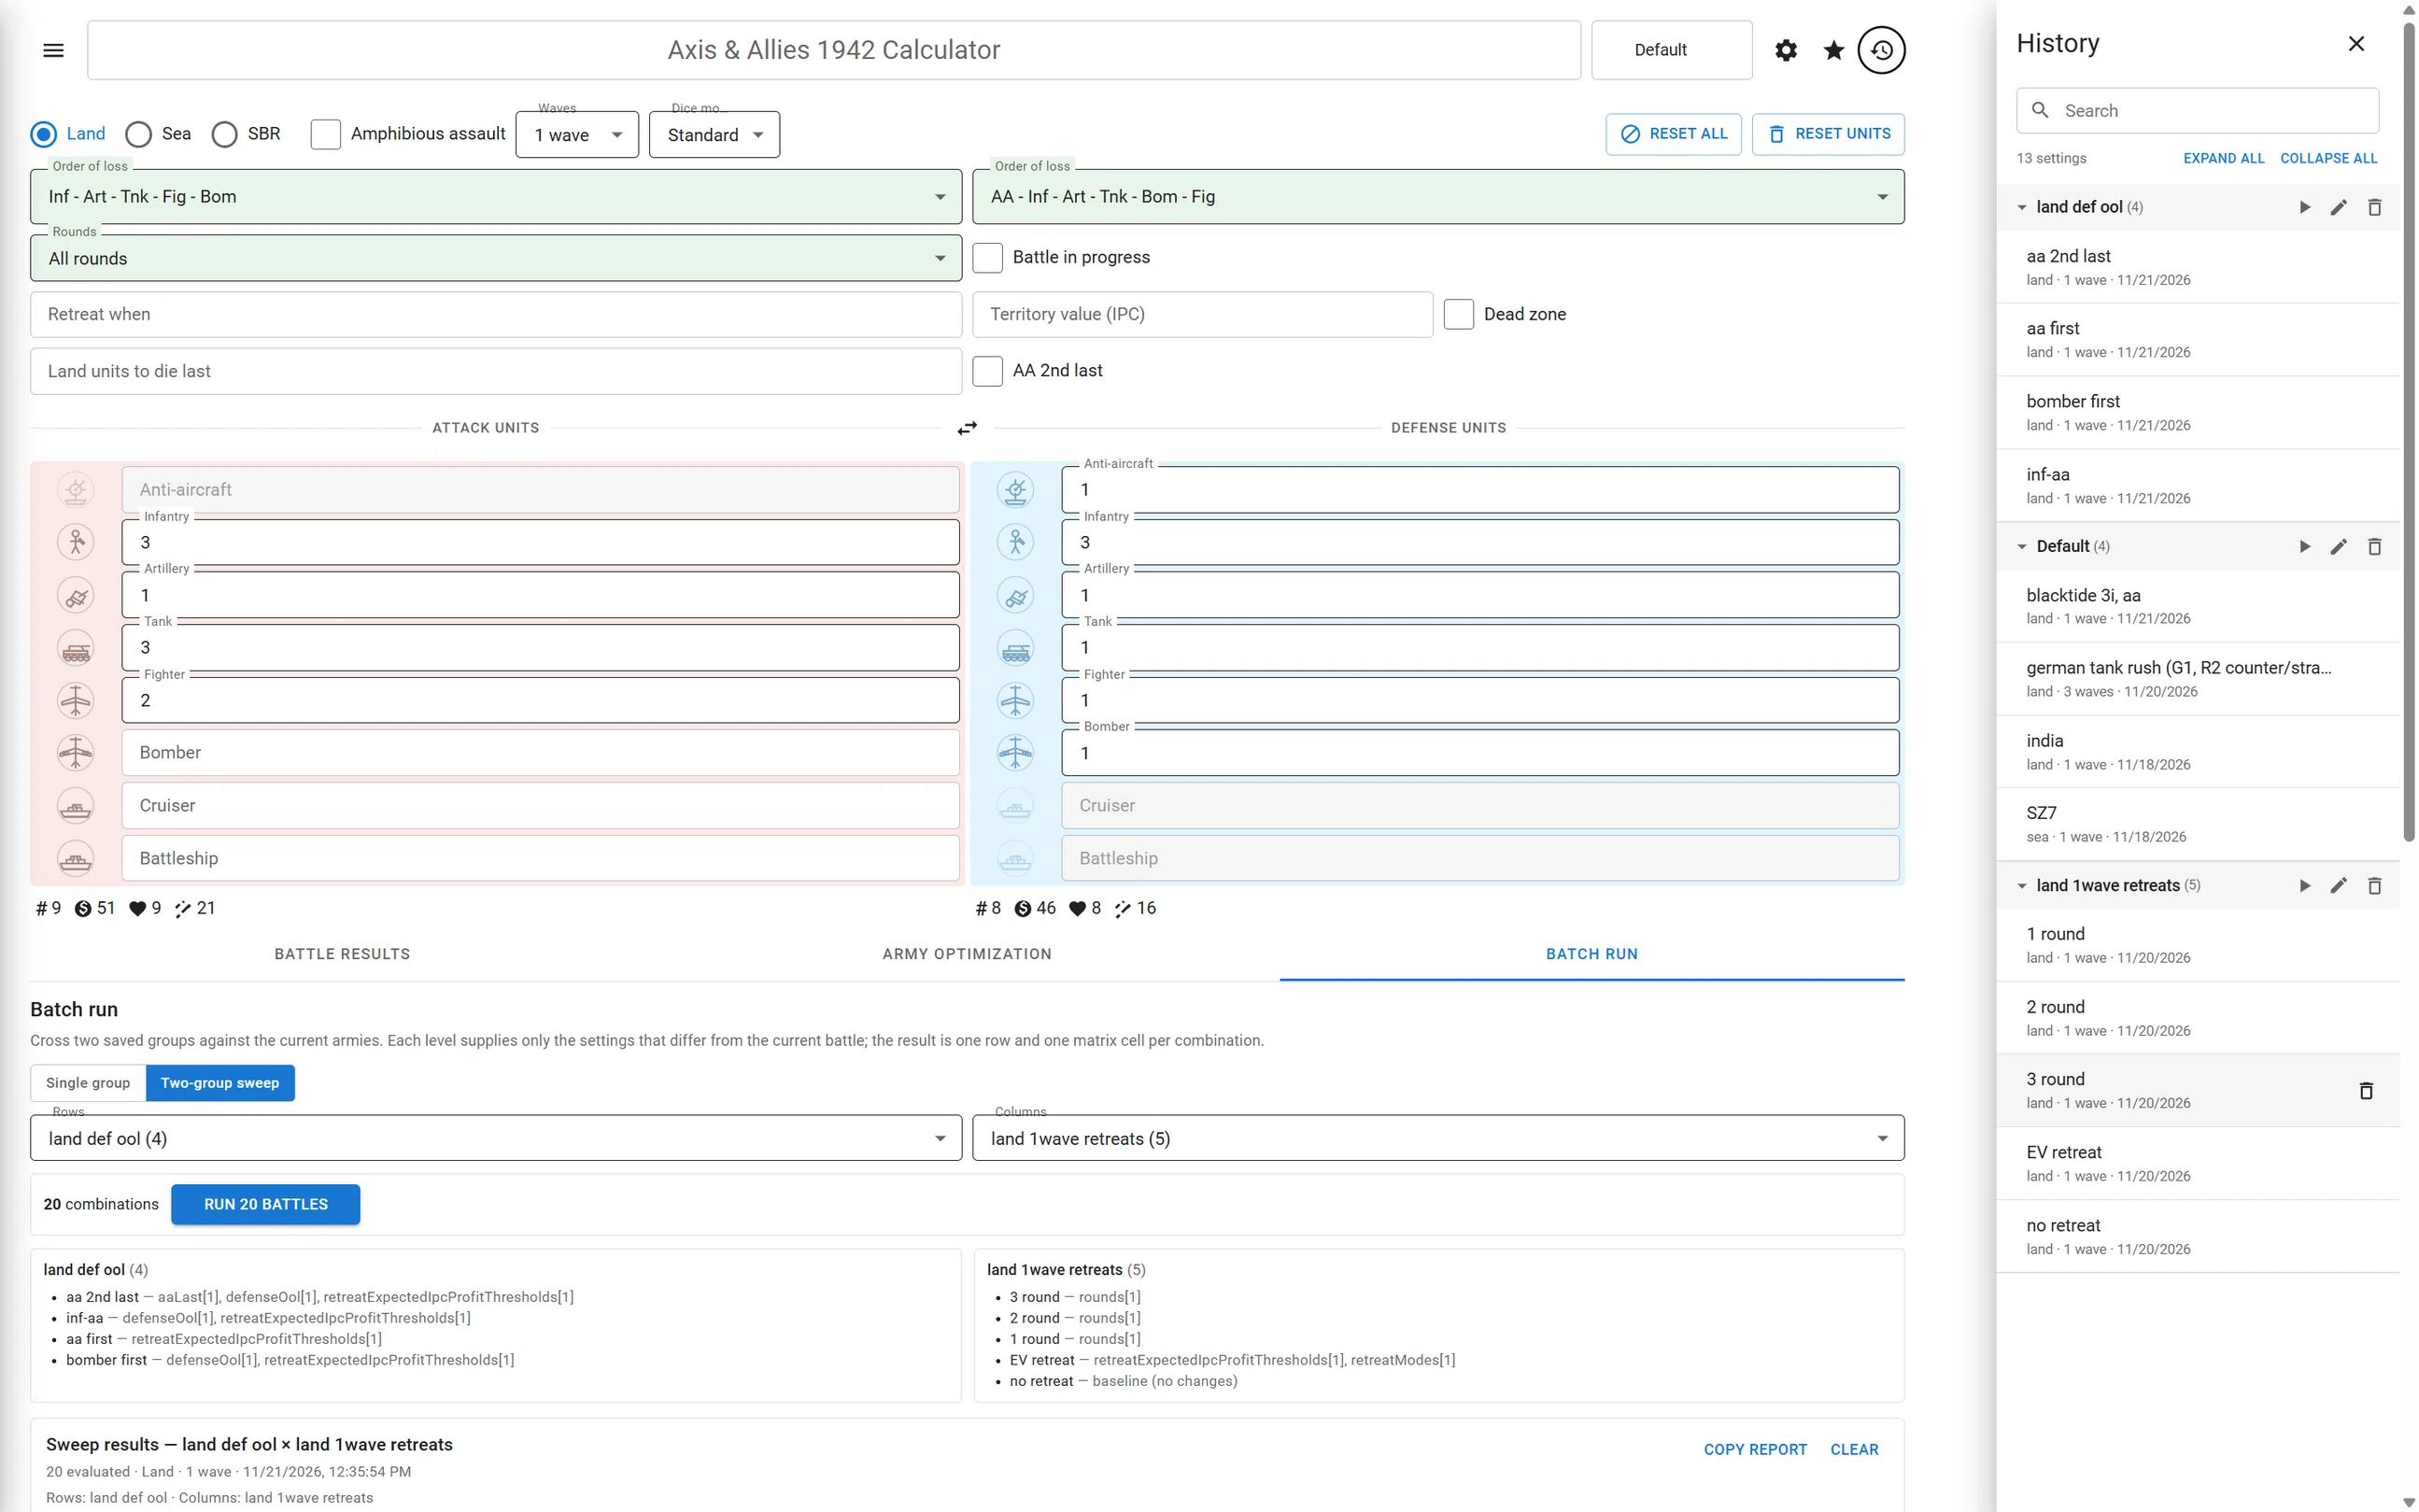 Axis & Allies 1942 Calculator
Default
Land
Sea
SBR
Amphibious assault
Waves
1 wave
Dice mo...
Standard
RESET ALL
RESET UNITS
Order of loss
Inf - Art - Tnk - Fig - Bom
Order of loss
AA - Inf - Art - Tnk - Bom - Fig
Rounds
All rounds
Battle in progress
Retreat when
Territory value (IPC)
Dead zone
Land units to die last
AA 2nd last
ATTACK UNITS
DEFENSE UNITS
Anti-aircraft
Infantry
3
Artillery
1
Tank
3
Fighter
2
Bomber
Cruiser
Battleship
Anti-aircraft
1
Infantry
3
Artillery
1
Tank
1
Fighter
1
Bomber
1
Cruiser
Battleship
# 9 51 9 21
# 8 46 8 16
BATTLE RESULTS
ARMY OPTIMIZATION
BATCH RUN
Batch run
Cross two saved groups against the current armies. Each level supplies only the settings that differ from the current battle; the result is one row and one matrix cell per combination.
Single group
Two-group sweep
Rows
land def ool (4)
Columns
land 1wave retreats (5)
20 combinations
RUN 20 BATTLES
land def ool (4)
• aa 2nd last — aaLast[1], defenseOol[1], retreatExpectedIpcProfitThresholds[1]
• inf-aa — defenseOol[1], retreatExpectedIpcProfitThresholds[1]
• aa first — retreatExpectedIpcProfitThresholds[1]
• bomber first — defenseOol[1], retreatExpectedIpcProfitThresholds[1]
land 1wave retreats (5)
• 3 round — rounds[1]
• 2 round — rounds[1]
• 1 round — rounds[1]
• EV retreat — retreatExpectedIpcProfitThresholds[1], retreatModes[1]
• no retreat — baseline (no changes)
Sweep results — land def ool × land 1wave retreats
COPY REPORT
CLEAR
20 evaluated · Land · 1 wave · 11/21/2026, 12:35:54 PM
Rows: land def ool · Columns: land 1wave retreats
History
Search
13 settings
EXPAND ALL
COLLAPSE ALL
land def ool (4)
aa 2nd last
land · 1 wave · 11/21/2026
aa first
land · 1 wave · 11/21/2026
bomber first
land · 1 wave · 11/21/2026
inf-aa
land · 1 wave · 11/21/2026
Default (4)
blacktide 3i, aa
land · 1 wave · 11/21/2026
german tank rush (G1, R2 counter/stra...
land · 3 waves · 11/20/2026
india
land · 1 wave · 11/18/2026
SZ7
sea · 1 wave · 11/18/2026
land 1wave retreats (5)
1 round
land · 1 wave · 11/20/2026
2 round
land · 1 wave · 11/20/2026
3 round
land · 1 wave · 11/20/2026
EV retreat
land · 1 wave · 11/20/2026
no retreat
land · 1 wave · 11/20/2026